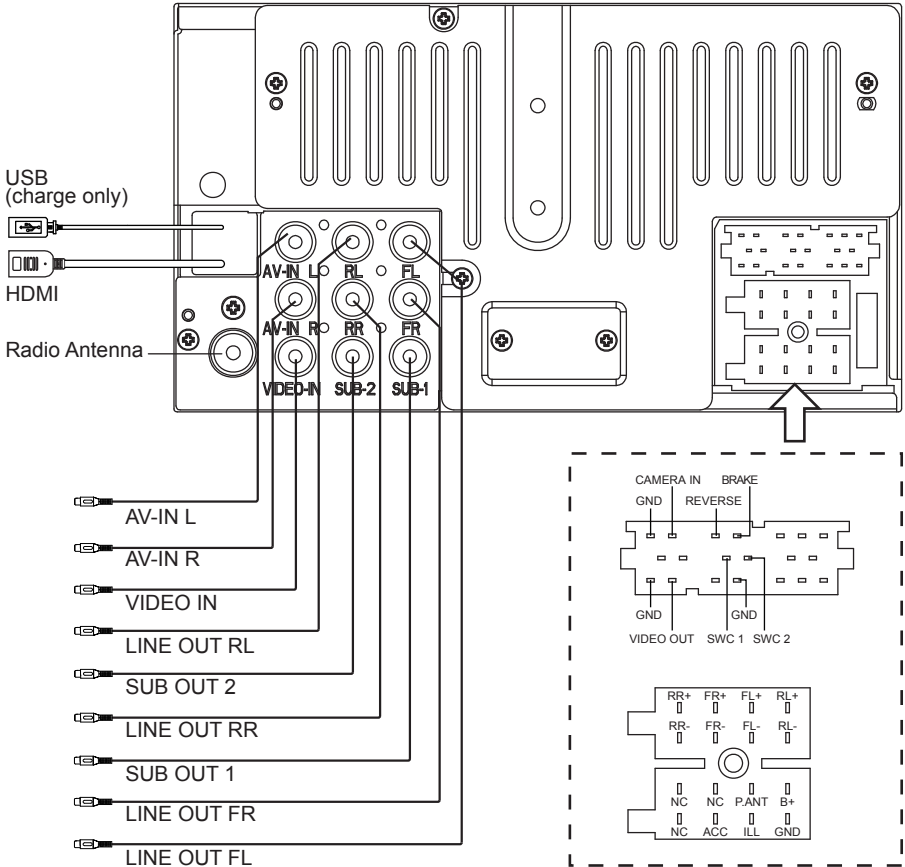 USB
(charge only)
HDMI
Radio Antenna
AV-IN L RL FL
AV-IN R RR FR
VIDEO-IN SUB-2 SUB-1
AV-IN L
AV-IN R
VIDEO IN
LINE OUT RL
SUB OUT 2
LINE OUT RR
SUB OUT 1
LINE OUT FR
LINE OUT FL
CAMERA IN BRAKE
GND REVERSE
GND GND
VIDEO OUT SWC 1 SWC 2
RR+ FR+ FL+ RL+
RR- FR- FL- RL-
NC NC P.ANT B+
NC ACC ILL GND